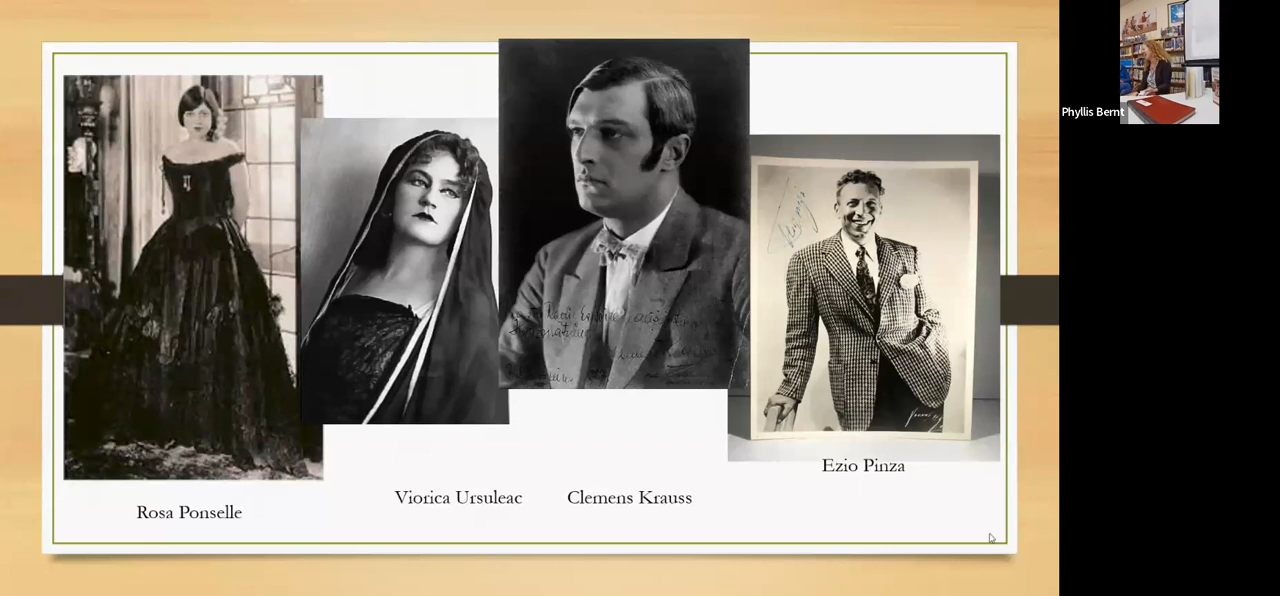 Phyllis Bernt
Ezio Pinza
Viorica Ursuleac
Clemens Krauss
Rosa Ponselle